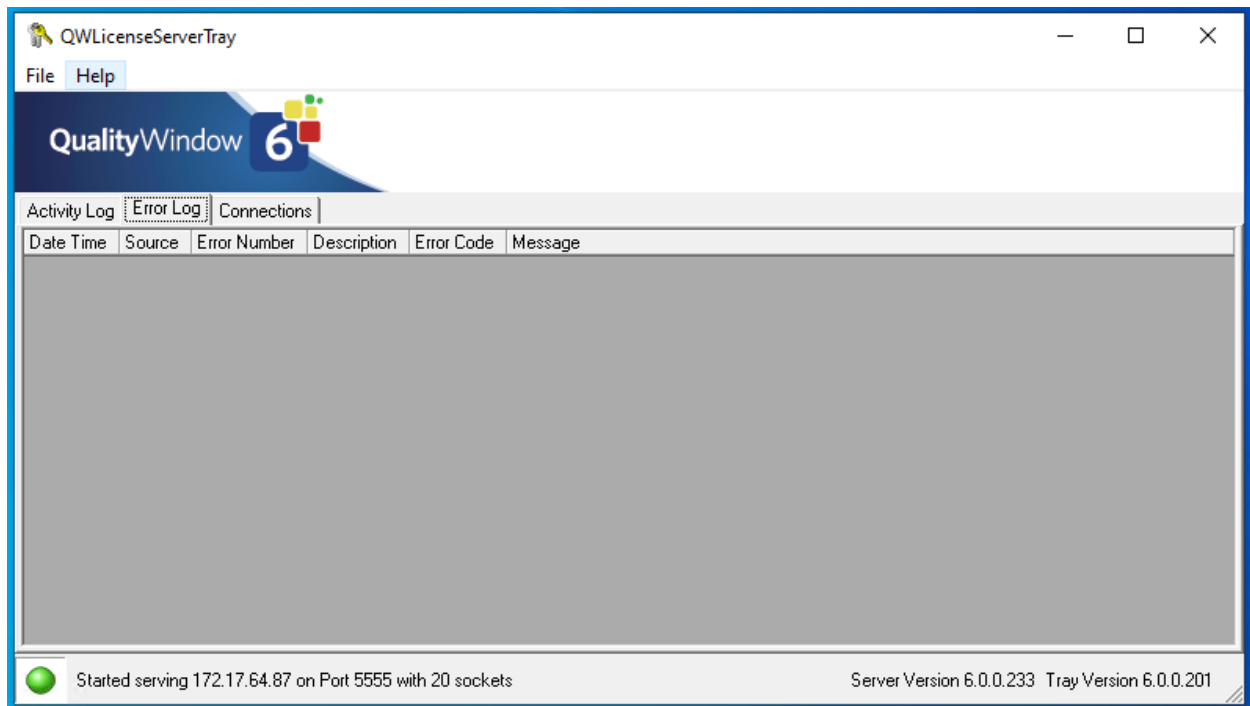 QWLicenseServerTray
File Help
QualityWindow 6
Activity Log Error Log Connections
Date Time Source Error Number Description Error Code Message
Started serving 172.17.64.87 on Port 5555 with 20 sockets Server Version 6.0.0.233 Tray Version 6.0.0.201